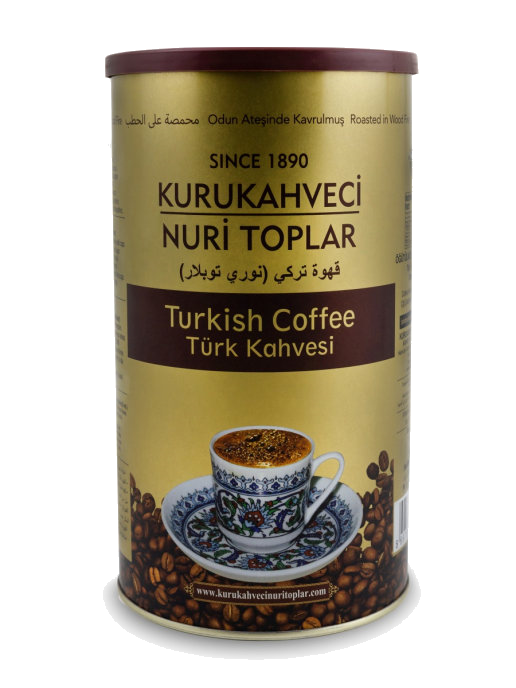 Fire محمصة على الحطب Odun Ateşinde Kavrulmuş Roasted in Wood Fire
SINCE 1890
KURUKAHVECİ
NURİ TOPLAR
قهوة تركي (نوري توبلار)
Turkish Coffee
Türk Kahvesi
www.kurukahvecinuritoplar.com